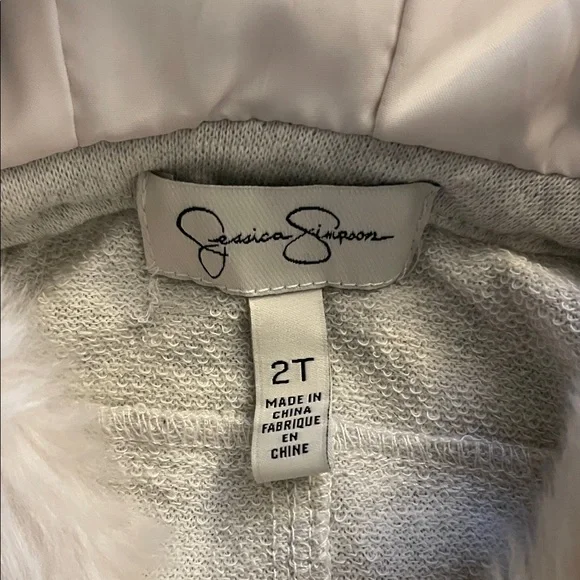 Jessica Simpson
2T
MADE IN
CHINA
FABRIQUE
EN
CHINE